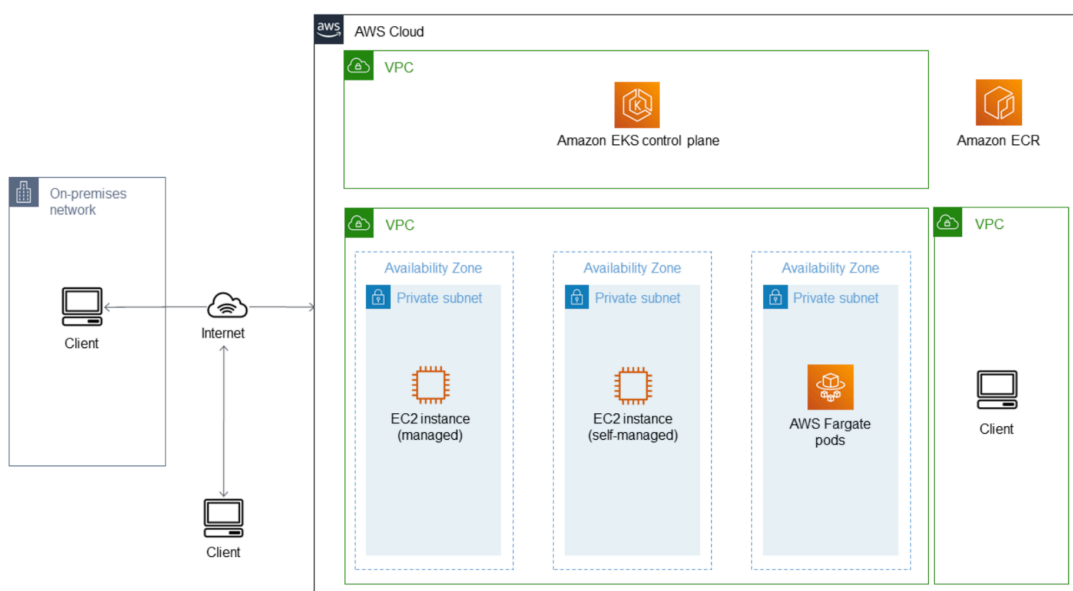 aws
AWS Cloud
VPC
Amazon EKS control plane
Amazon ECR
On-premises
network
Client
Internet
Client
VPC
Availability Zone
Private subnet
EC2 instance
(managed)
Availability Zone
Private subnet
EC2 instance
(self-managed)
Availability Zone
Private subnet
AWS Fargate
pods
VPC
Client